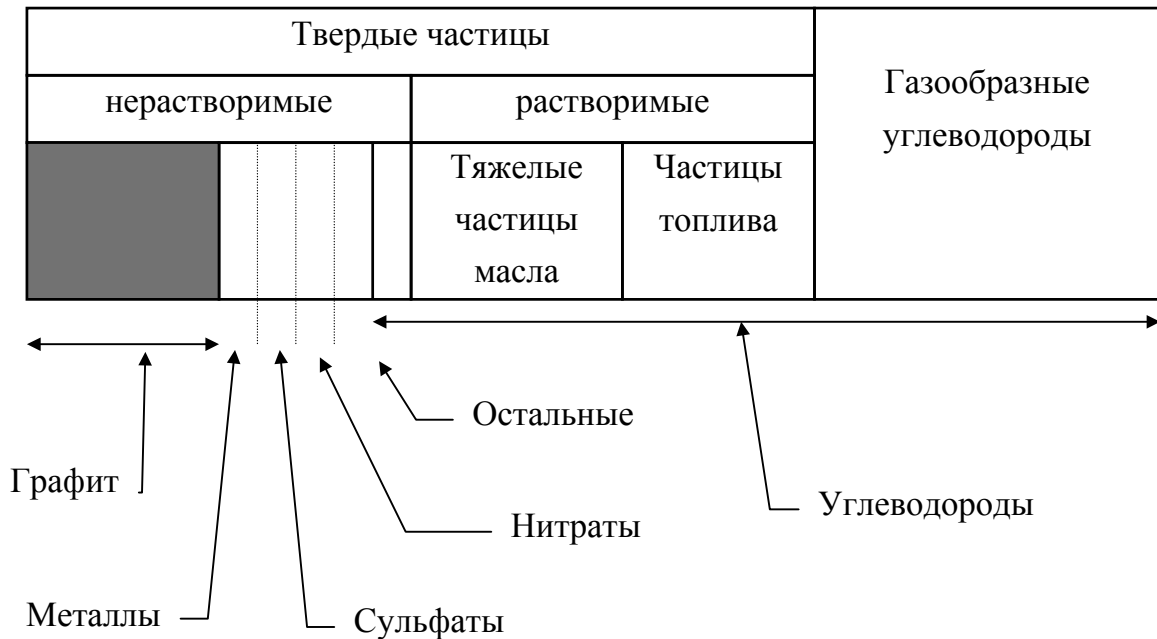 Твердые частицы
Газообразные
углеводороды
нерастворимые
растворимые
Тяжелые
частицы
масла
Частицы
топлива
Остальные
Графит
Углеводороды
Нитраты
Металлы
Сульфаты